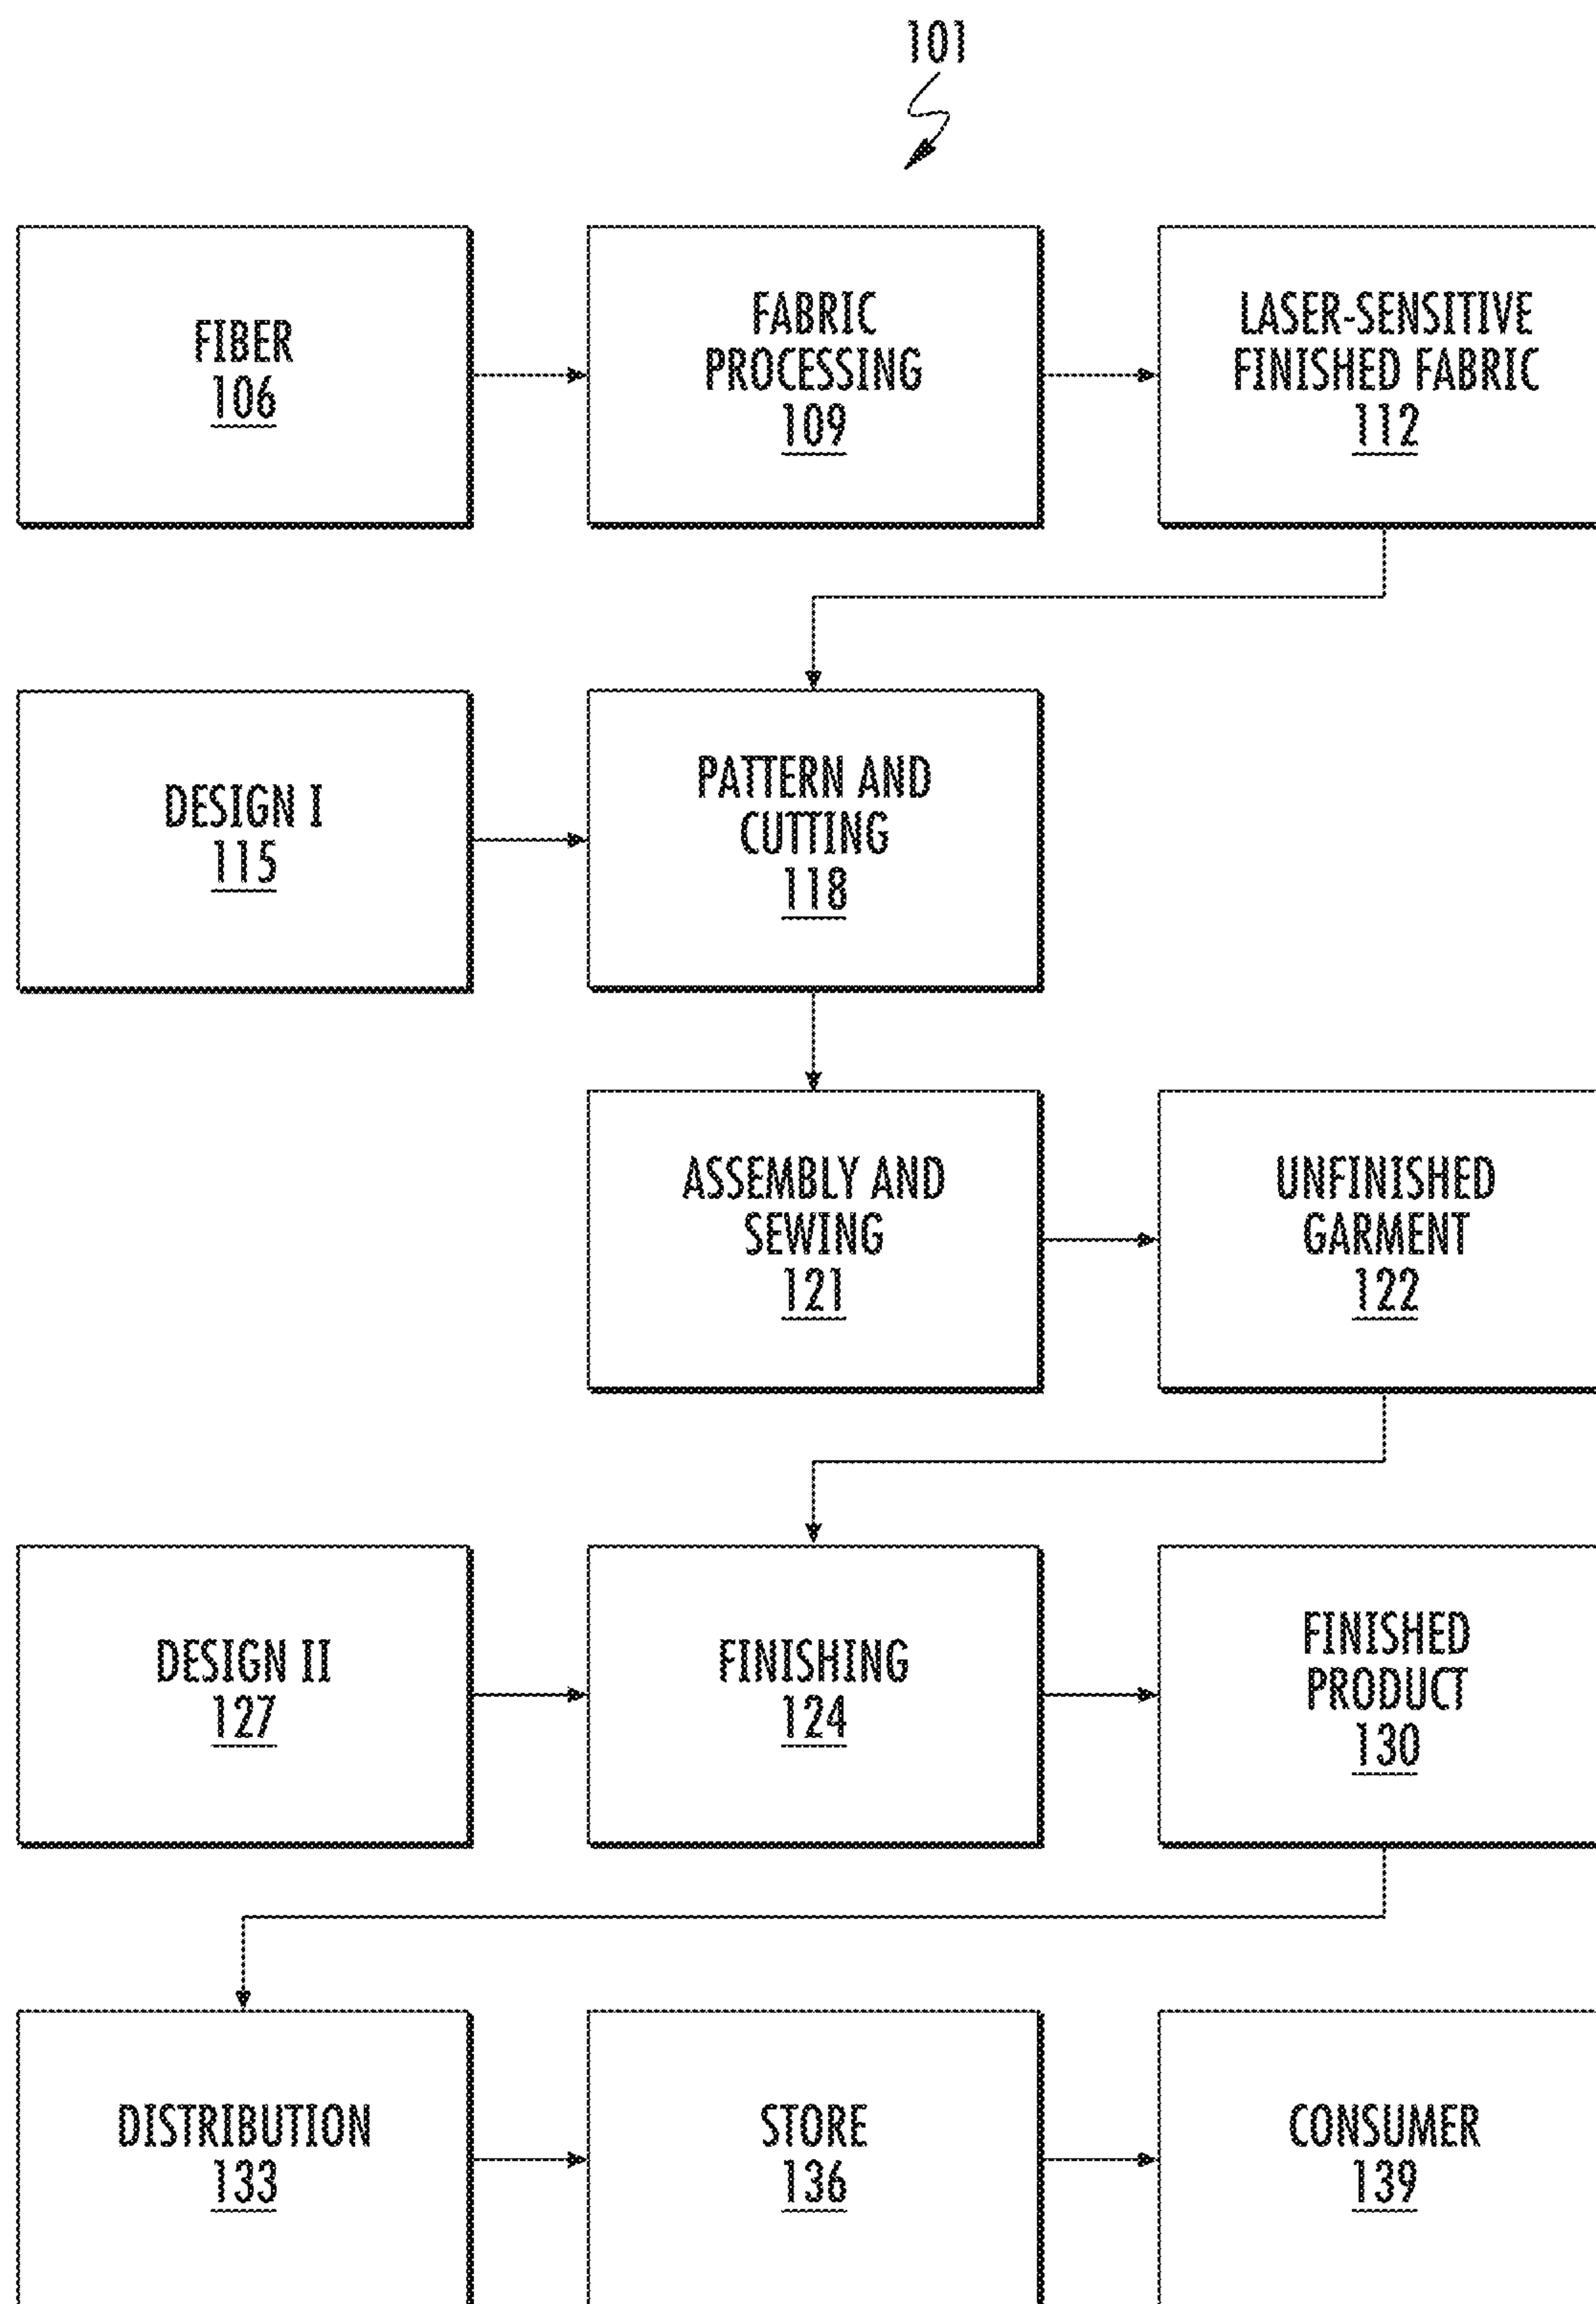 101
FIBER
106
FABRIC
PROCESSING
109
LASER-SENSITIVE
FINISHED FABRIC
112
DESIGN I
115
PATTERN AND
CUTTING
118
ASSEMBLY AND
SEWING
121
UNFINISHED
GARMENT
122
DESIGN II
127
FINISHING
124
FINISHED
PRODUCT
130
DISTRIBUTION
133
STORE
136
CONSUMER
139